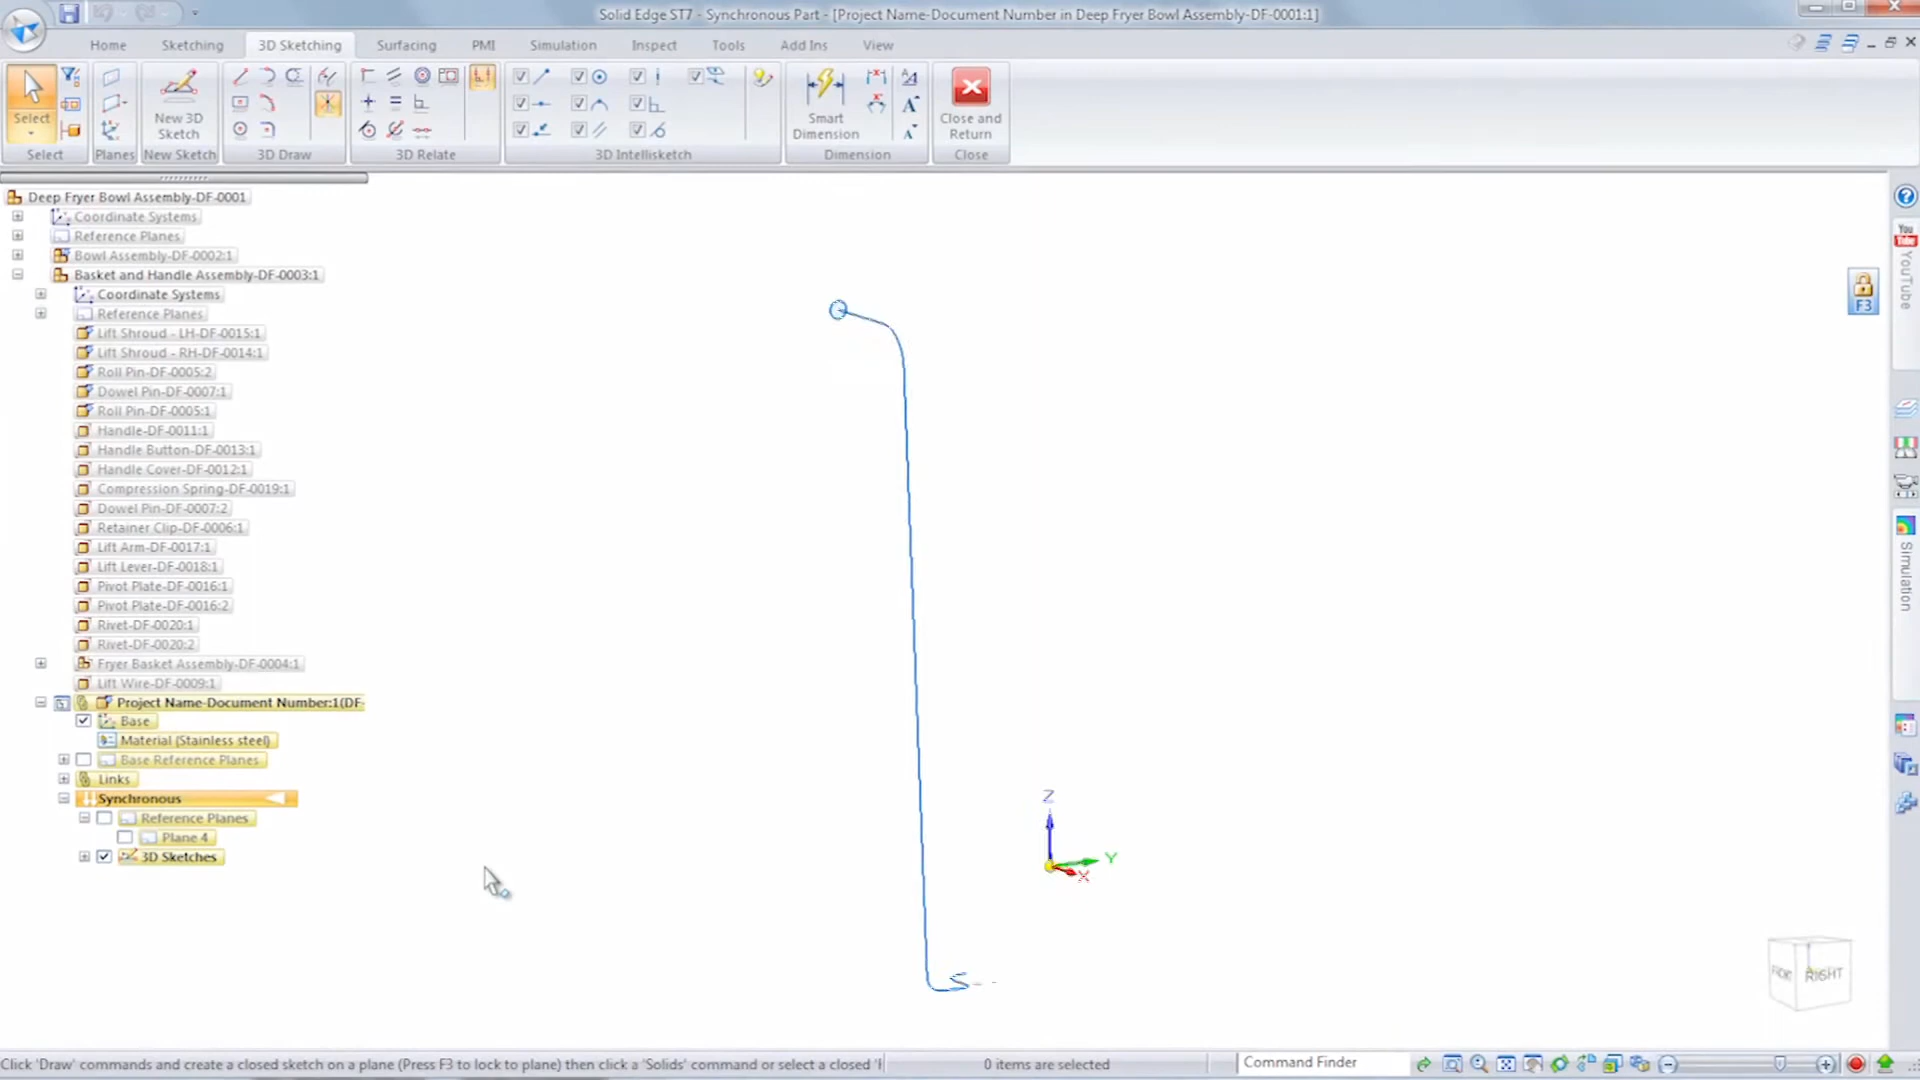 Solid Edge ST7 - Synchronous Part - [Project Name-Document Number in Deep Fryer Bowl Assembly-DF-0001:1]
Home Sketching 3D Sketching Surfacing PMI Simulation Inspect Tools Add Ins View
Select
New 3D Sketch
Smart Dimension
Close and Return
Select Planes New Sketch 3D Draw 3D Relate 3D Intellisketch Dimension Close
Deep Fryer Bowl Assembly-DF-0001
Coordinate Systems
Reference Planes
Bowl Assembly-DF-0002:1
Basket and Handle Assembly-DF-0003:1
Coordinate Systems
Reference Planes
Lift Shroud - LH-DF-0015:1
Lift Shroud - RH-DF-0014:1
Roll Pin-DF-0005:2
Dowel Pin-DF-0007:1
Roll Pin-DF-0005:1
Handle-DF-0011:1
Handle Button-DF-0013:1
Handle Cover-DF-0012:1
Compression Spring-DF-0019:1
Dowel Pin-DF-0007:2
Retainer Clip-DF-0006:1
Lift Arm-DF-0017:1
Lift Lever-DF-0018:1
Pivot Plate-DF-0016:1
Pivot Plate-DF-0016:2
Rivet-DF-0020:1
Rivet-DF-0020:2
Fryer Basket Assembly-DF-0004:1
Lift Wire-DF-0009:1
Project Name-Document Number:1(DF-
Base
Material (Stainless steel)
Base Reference Planes
Links
Synchronous
Reference Planes
Plane 4
3D Sketches
Z
Y
X
F3
You Tube
YouTube
Simulation
RIGHT
Click 'Draw' commands and create a closed sketch on a plane (Press F3 to lock to plane) then click a 'Solids' command or select a closed 'f
0 items are selected
Command Finder